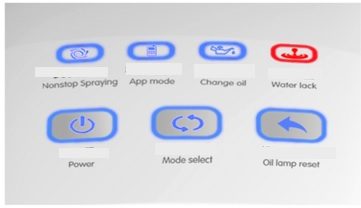 Nonstop Spraying App mode Change oil Water lack
Power Mode select Oil lamp reset